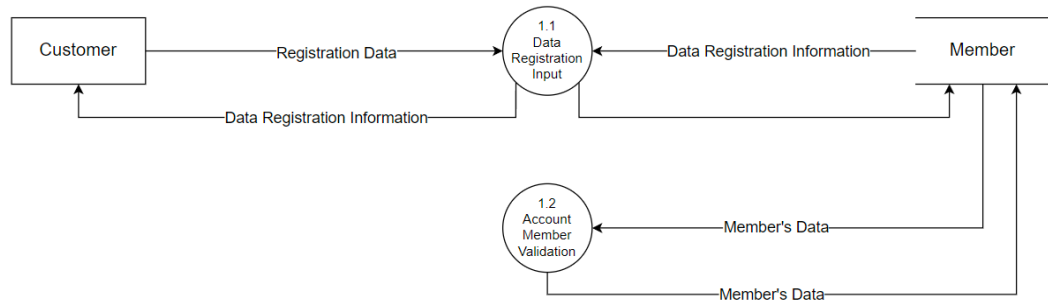 Customer
Registration Data
1.1
Data
Registration
Input
Data Registration Information
Member
Data Registration Information
1.2
Account
Member
Validation
Member's Data
Member's Data